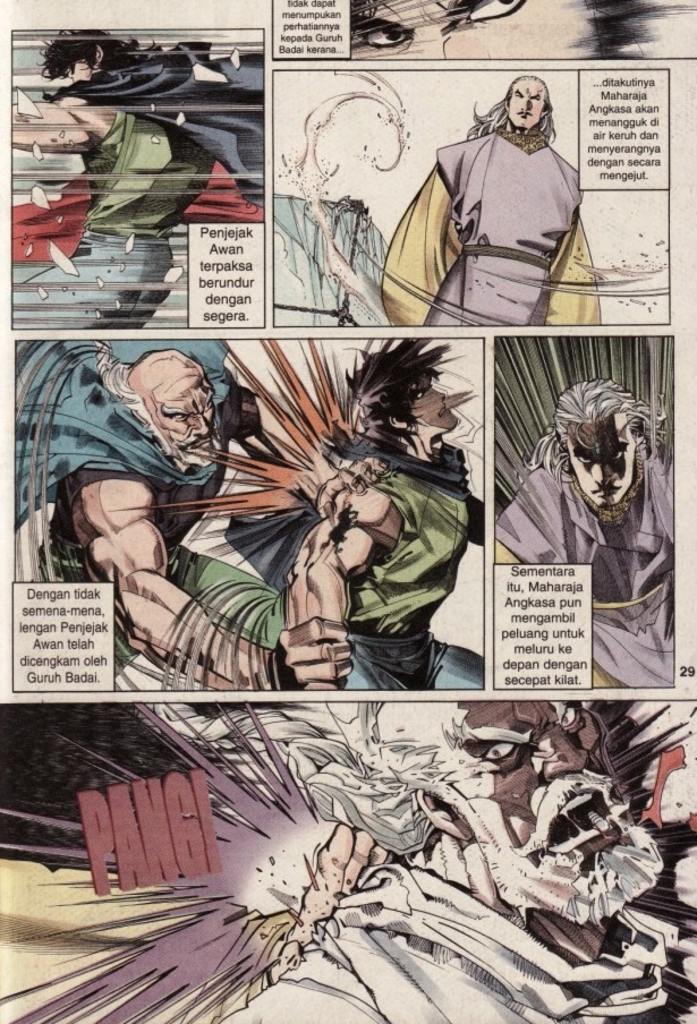 tidak dapat
menumpukan
perhatiannya
kepada Guruh
Badai kerana...
Penjejak
Awan
terpaksa
berundur
dengan
segera.
...ditakutinya
Maharaja
Angkasa akan
menangguk di
air keruh dan
menyerangnya
dengan secara
mengejut.
Dengan tidak
semena-mena,
lengan Penjejak
Awan telah
dicengkam oleh
Guruh Badai.
Sementara
itu, Maharaja
Angkasa pun
mengambil
peluang untuk
meluru ke
depan dengan
secepat kilat.
29
PANG!